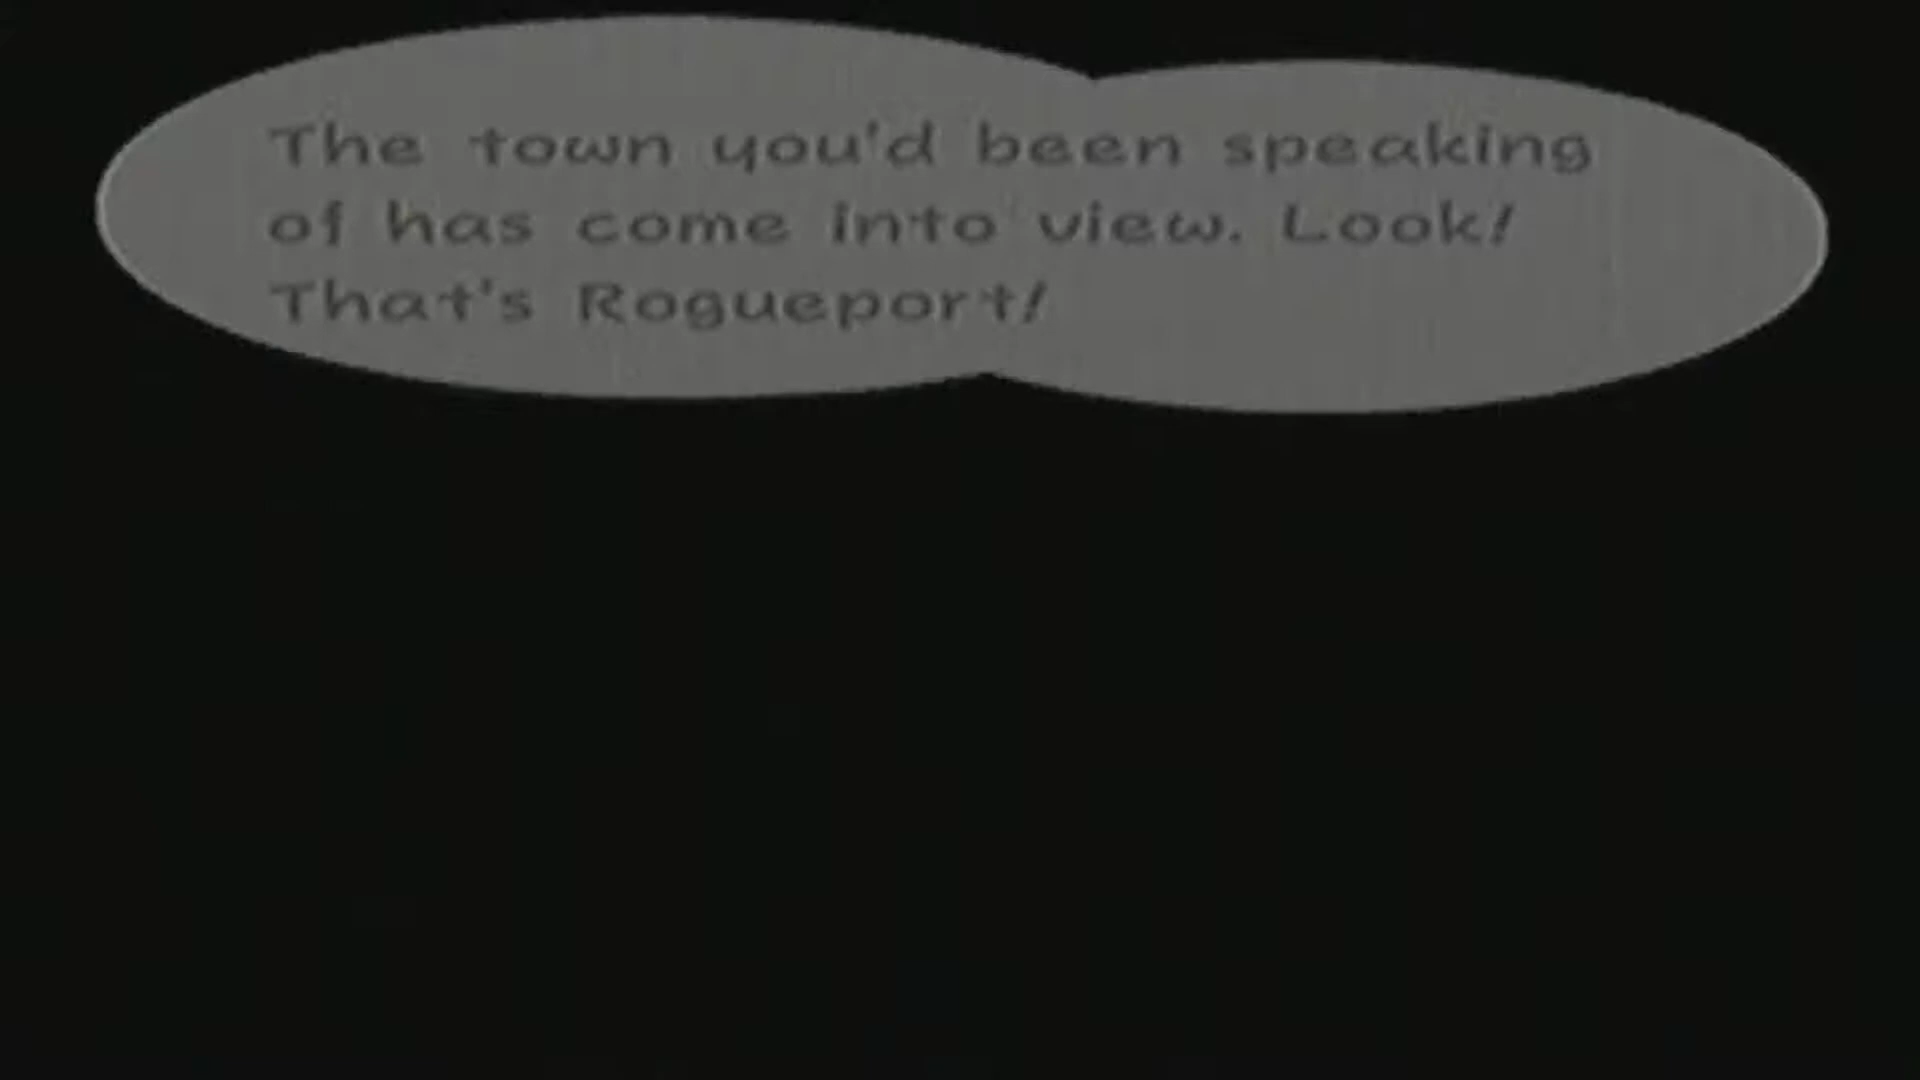 The town you'd been speaking
of has come into view. Look!
That's Rogueport!